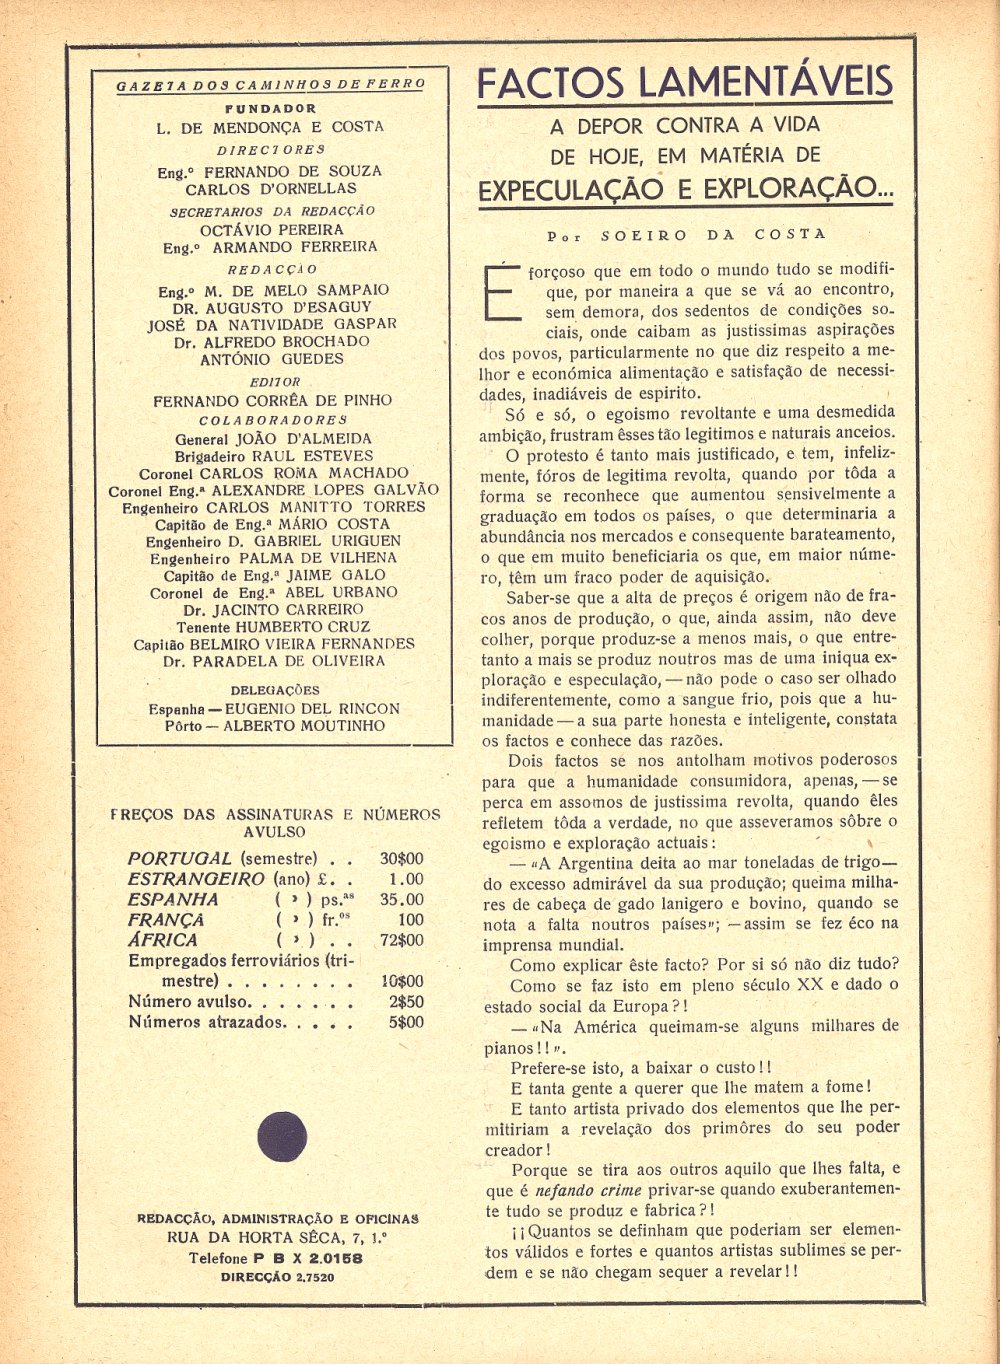 GAZETA DOS CAMINHOS DE FERRO
FUNDADOR
L. DE MENDONÇA E COSTA
DIRECTORES
Eng.º FERNANDO DE SOUZA
CARLOS D'ORNELLAS
SECRETARIOS DA REDACÇÃO
OCTÁVIO PEREIRA
Eng.º ARMANDO FERREIRA
REDACÇÃO
Eng.º M. DE MELO SAMPAIO
DR. AUGUSTO D'ESAGUY
JOSÉ DA NATIVIDADE GASPAR
Dr. ALFREDO BROCHADO
ANTÓNIO GUEDES
EDITOR
FERNANDO CORRÊA DE PINHO
COLABORADORES
General JOÃO D'ALMEIDA
Brigadeiro RAUL ESTEVES
Coronel CARLOS ROMA MACHADO
Coronel Eng.ª ALEXANDRE LOPES GALVÃO
Engenheiro CARLOS MANITTO TORRES
Capitão de Eng.ª MÁRIO COSTA
Engenheiro D. GABRIEL URIGUEN
Engenheiro PALMA DE VILHENA
Capitão de Eng.ª JAIME GALO
Coronel de Eng.ª ABEL URBANO
Dr. JACINTO CARREIRO
Tenente HUMBERTO CRUZ
Capitão BELMIRO VIEIRA FERNANDES
Dr. PARADELA DE OLIVEIRA
DELEGAÇÕES
Espanha — EUGENIO DEL RINCON
Pôrto — ALBERTO MOUTINHO
PREÇOS DAS ASSINATURAS E NÚMEROS
AVULSO
PORTUGAL (semestre) . . 30$00
ESTRANGEIRO (ano) £. . 1.00
ESPANHA ( » ) ps.as 35.00
FRANÇA ( » ) fr.os 100
ÁFRICA ( » ) . . 72$00
Empregados ferroviários (tri-
mestre) . . . . . . . . 10$00
Número avulso. . . . . . . 2$50
Números atrazados. . . . . 5$00
REDACÇÃO, ADMINISTRAÇÃO E OFICINAS
RUA DA HORTA SÊCA, 7, 1.º
Telefone P B X 2.0158
DIRECÇÃO 2.7520
FACTOS LAMENTÁVEIS
A DEPOR CONTRA A VIDA
DE HOJE, EM MATÉRIA DE
EXPECULAÇÃO E EXPLORAÇÃO...
Por SOEIRO DA COSTA
É forçoso que em todo o mundo tudo se modifi-
que, por maneira a que se vá ao encontro,
sem demora, dos sedentos de condições so-
ciais, onde caibam as justissimas aspirações
dos povos, particularmente no que diz respeito a me-
lhor e económica alimentação e satisfação de necessi-
dades, inadiáveis de espirito.
Só e só, o egoismo revoltante e uma desmedida
ambição, frustram êsses tão legitimos e naturais anceios.
O protesto é tanto mais justificado, e tem, infeliz-
mente, fóros de legitima revolta, quando por tôda a
forma se reconhece que aumentou sensivelmente a
graduação em todos os países, o que determinaria a
abundância nos mercados e consequente barateamento,
o que em muito beneficiaria os que, em maior núme-
ro, têm um fraco poder de aquisição.
Saber-se que a alta de preços é origem não de fra-
cos anos de produção, o que, ainda assim, não deve
colher, porque produz-se a menos mais, o que entre-
tanto a mais se produz noutros mas de uma iniqua ex-
ploração e especulação, — não pode o caso ser olhado
indiferentemente, como a sangue frio, pois que a hu-
manidade — a sua parte honesta e inteligente, constata
os factos e conhece das razões.
Dois factos se nos antolham motivos poderosos
para que a humanidade consumidora, apenas, — se
perca em assomos de justissima revolta, quando êles
refletem tôda a verdade, no que asseveramos sôbre o
egoismo e exploração actuais:
— «A Argentina deita ao mar toneladas de trigo—
do excesso admirável da sua produção; queima milha-
res de cabeça de gado lanigero e bovino, quando se
nota a falta noutros países»; — assim se fez éco na
imprensa mundial.
Como explicar êste facto? Por si só não diz tudo?
Como se faz isto em pleno século XX e dado o
estado social da Europa?!
— «Na América queimam-se alguns milhares de
pianos!!».
Prefere-se isto, a baixar o custo!!
E tanta gente a querer que lhe matem a fome!
E tanto artista privado dos elementos que lhe per-
mitiriam a revelação dos primôres do seu poder
creador!
Porque se tira aos outros aquilo que lhes falta, e
que é nefando crime privar-se quando exuberantemen-
te tudo se produz e fabrica?!
¡¡Quantos se definham que poderiam ser elemen-
tos válidos e fortes e quantos artistas sublimes se per-
dem e se não chegam sequer a revelar!!